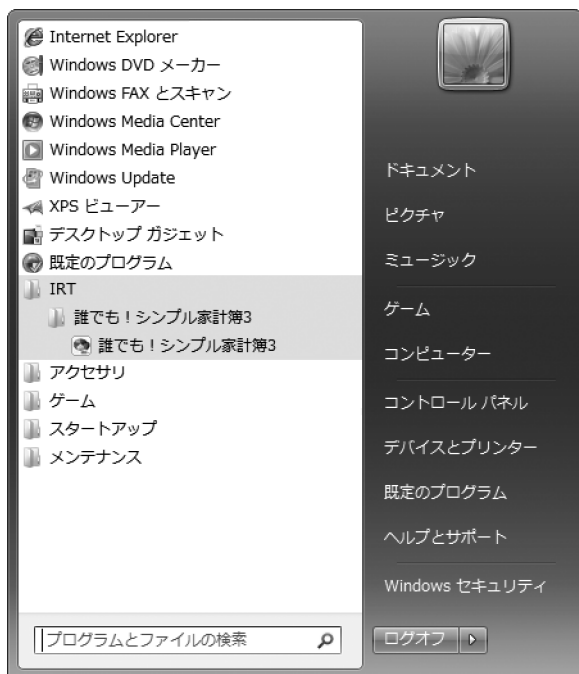 Internet Explorer
Windows DVD メーカー
Windows FAX とスキャン
Windows Media Center
Windows Media Player
Windows Update
XPS ビューアー
デスクトップ ガジェット
既定のプログラム
IRT
誰でも！シンプル家計簿3
誰でも！シンプル家計簿3
アクセサリ
ゲーム
スタートアップ
メンテナンス
プログラムとファイルの検索
ドキュメント
ピクチャ
ミュージック
ゲーム
コンピューター
コントロール パネル
デバイスとプリンター
既定のプログラム
ヘルプとサポート
Windows セキュリティ
ログオフ